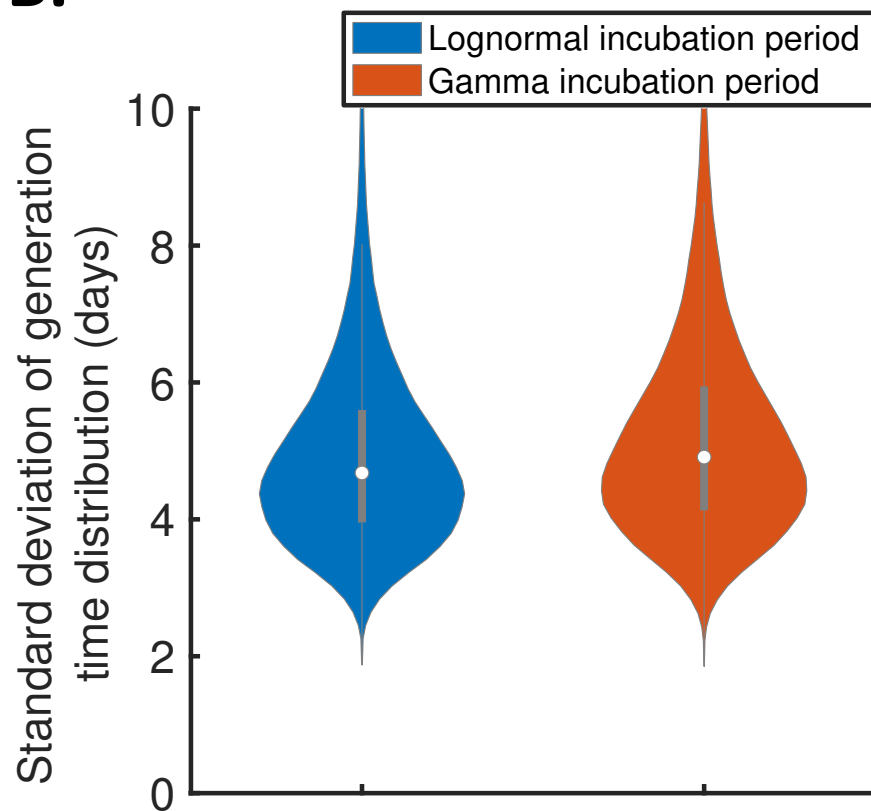 Lognormal incubation period
Gamma incubation period
Standard deviation of generation
time distribution (days)
10
8
6
4
2
0